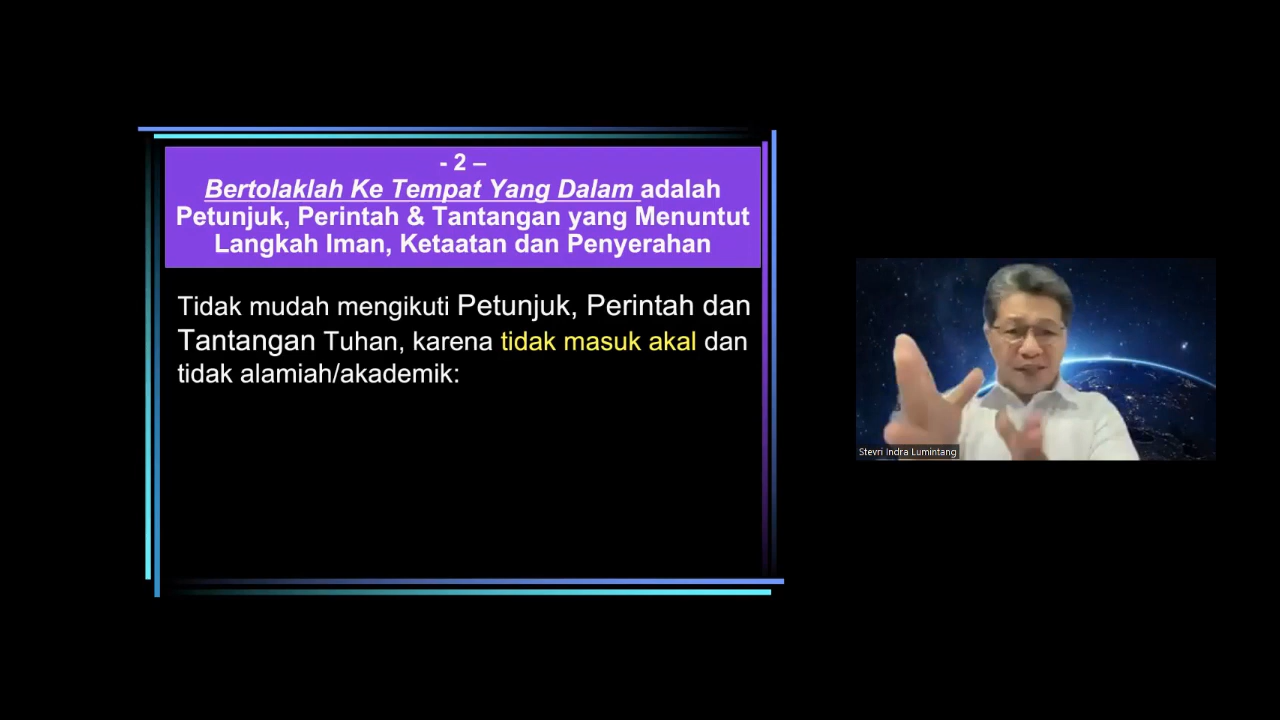 - 2 –
Bertolaklah Ke Tempat Yang Dalam adalah
Petunjuk, Perintah & Tantangan yang Menuntut
Langkah Iman, Ketaatan dan Penyerahan
Tidak mudah mengikuti Petunjuk, Perintah dan
Tantangan Tuhan, karena tidak masuk akal dan
tidak alamiah/akademik:
Stevri Indra Lumintang